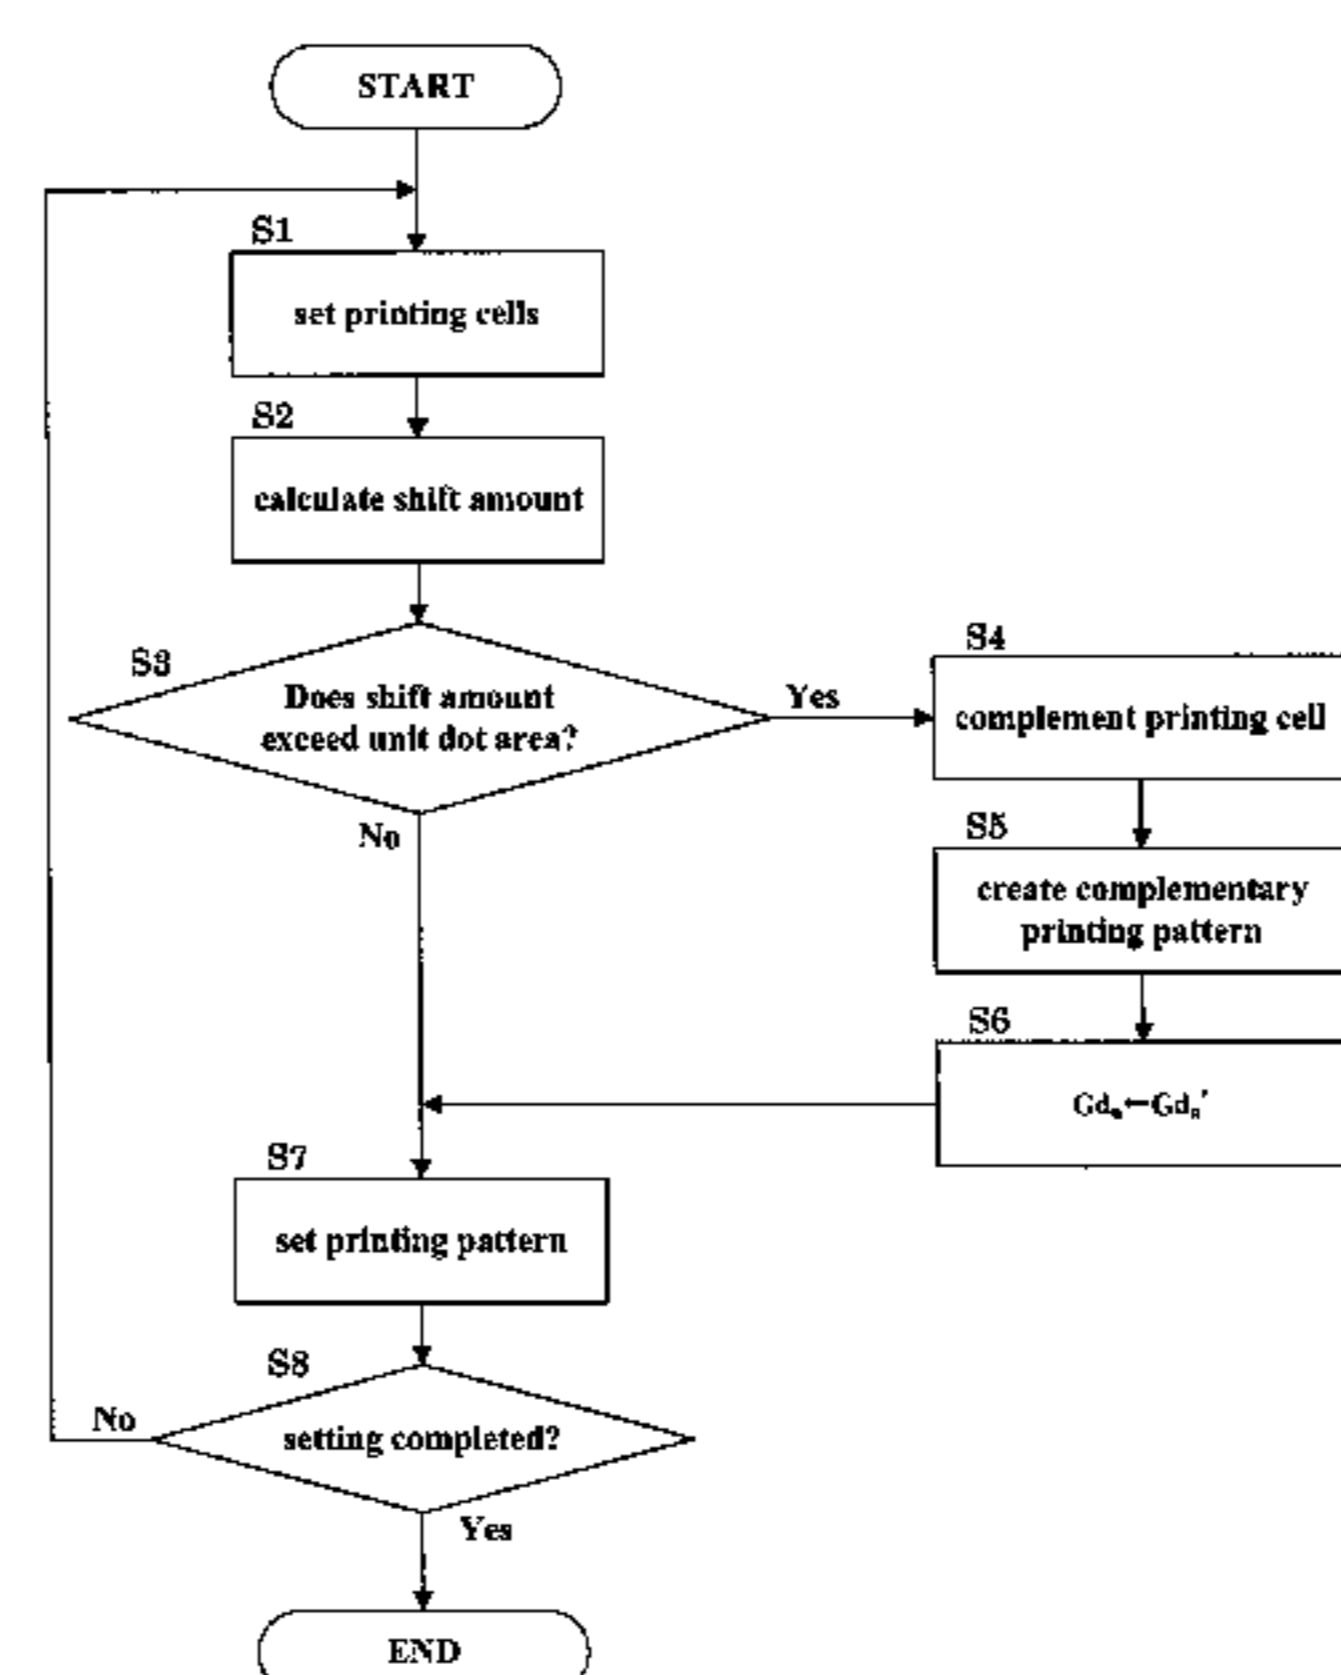 START
S1
set printing cells
S2
calculate shift amount
S3
Does shift amount
exceed unit dot area?
Yes
No
S4
complement printing cell
S5
create complementary
printing pattern
S6
Gdₙ←Gdₙ′
S7
set printing pattern
S8
setting completed?
No
Yes
END